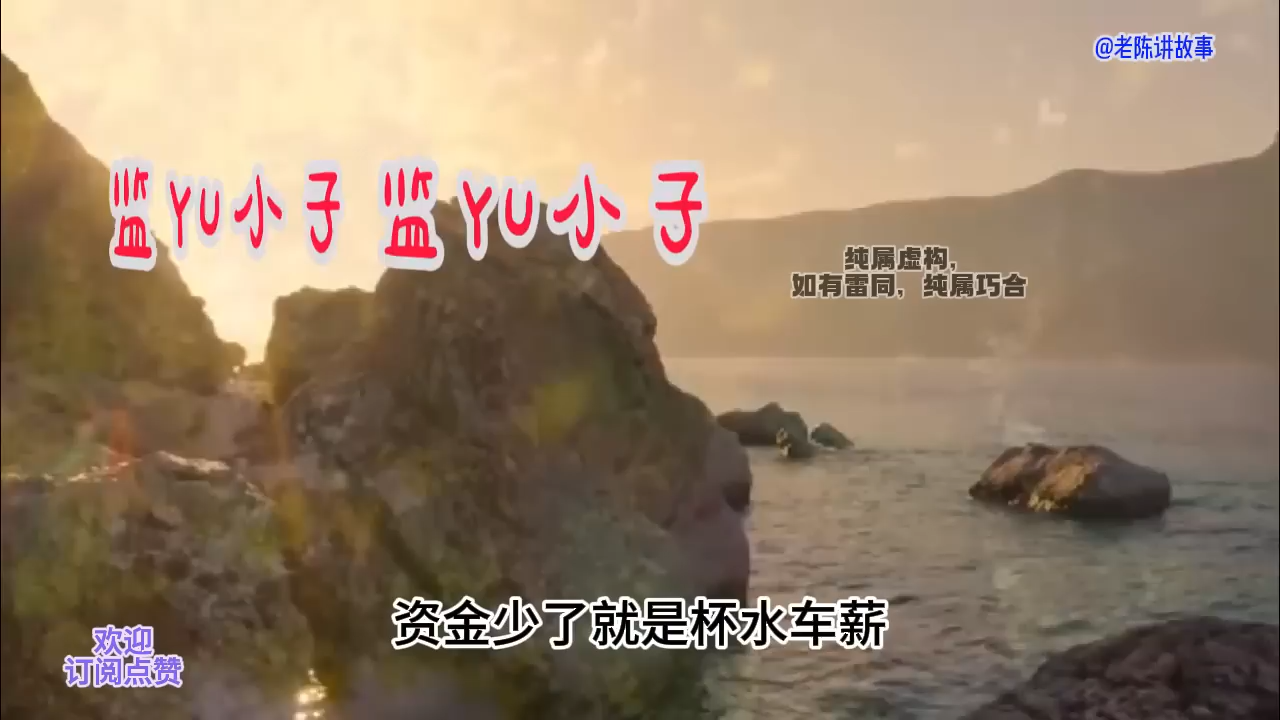 @老陈讲故事
监YU小子 监YU小子
纯属虚构，
如有雷同，纯属巧合
资金少了就是杯水车薪
欢迎
订阅点赞